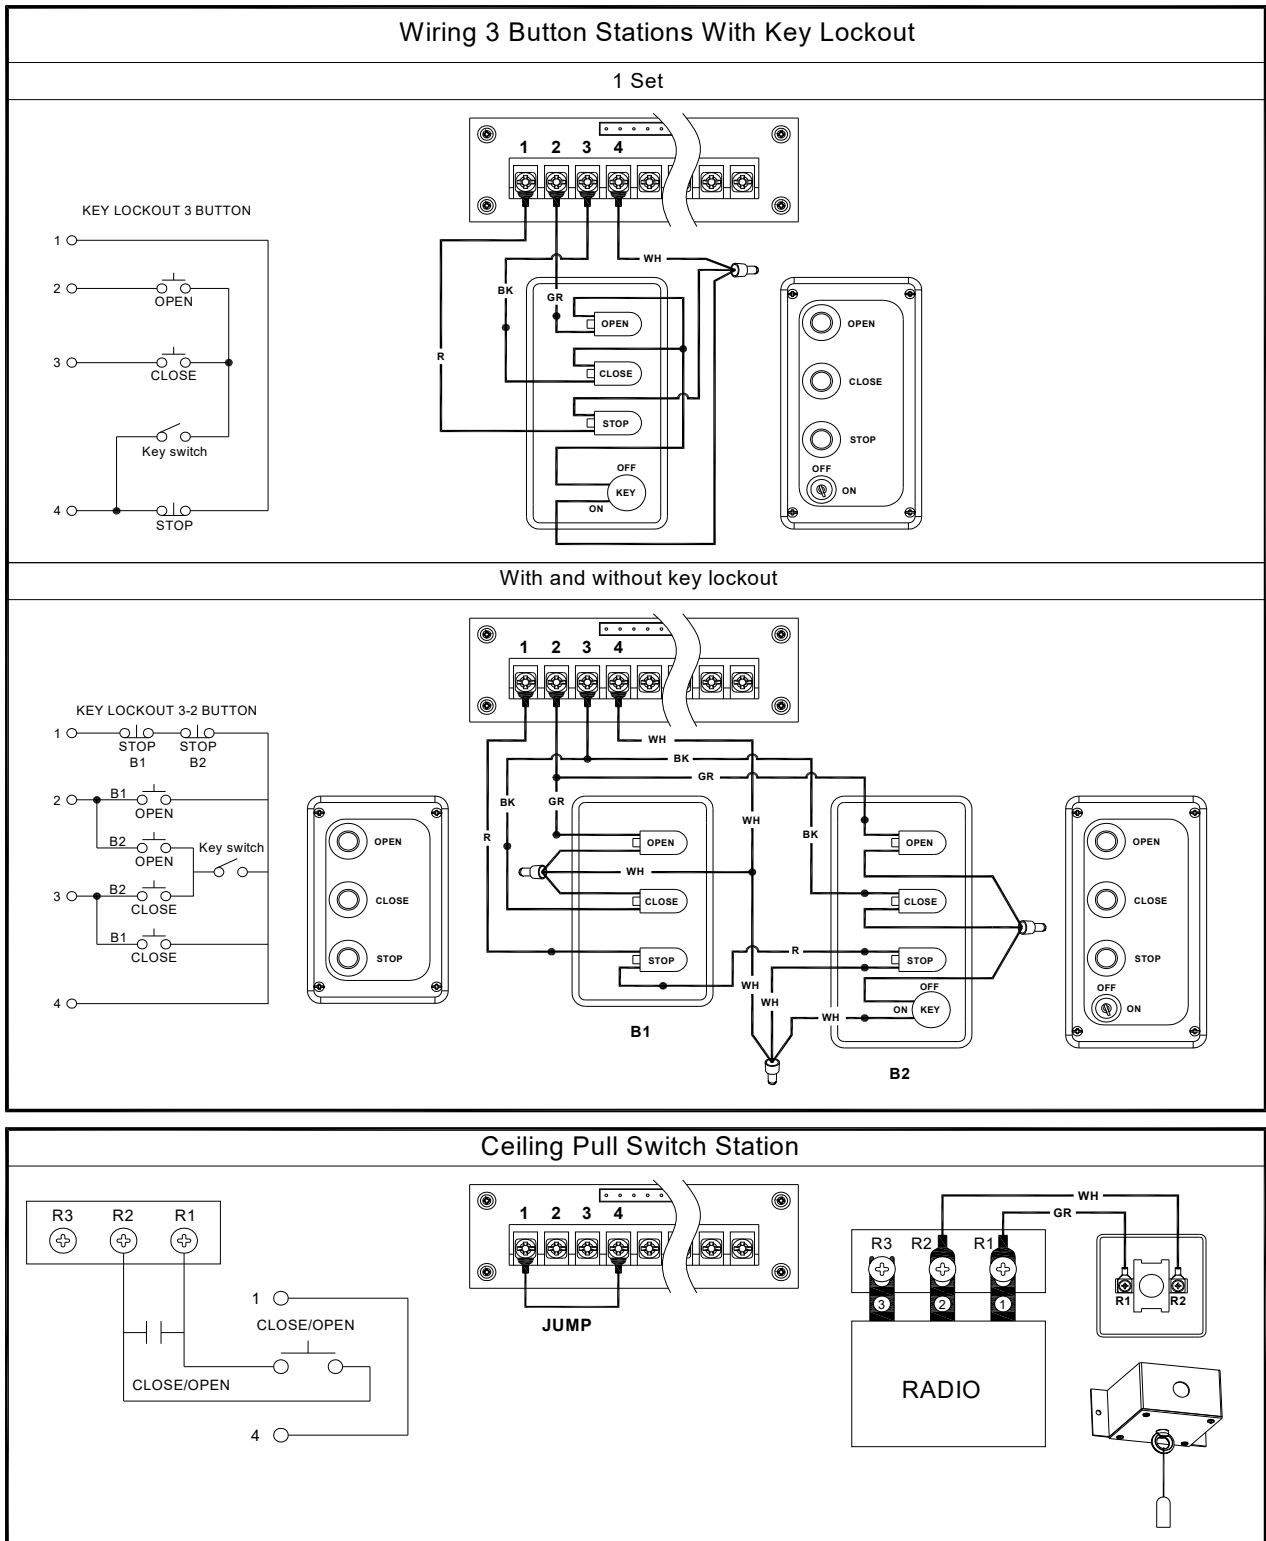 Wiring 3 Button Stations With Key Lockout
1 Set
1 2 3 4
KEY LOCKOUT 3 BUTTON
1
2
OPEN
3
CLOSE
Key switch
4
STOP
WH
BK
GR
R
OPEN
CLOSE
STOP
OFF
KEY
ON
OPEN
CLOSE
STOP
OFF
ON
With and without key lockout
1 2 3 4
KEY LOCKOUT 3-2 BUTTON
1
STOP STOP
B1 B2
2
B1
OPEN
B2
OPEN
Key switch
3
B2
CLOSE
B1
CLOSE
4
OPEN
CLOSE
STOP
WH
BK
GR
BK
GR
R
WH
BK
OPEN
WH
CLOSE
STOP
R
WH
WH
WH
B1
OPEN
CLOSE
STOP
OFF
ON
KEY
B2
OPEN
CLOSE
STOP
OFF
ON
Ceiling Pull Switch Station
R3 R2 R1
1
CLOSE/OPEN
CLOSE/OPEN
4
1 2 3 4
JUMP
WH
GR
R3 R2 R1
3 2 1
RADIO
R1 R2